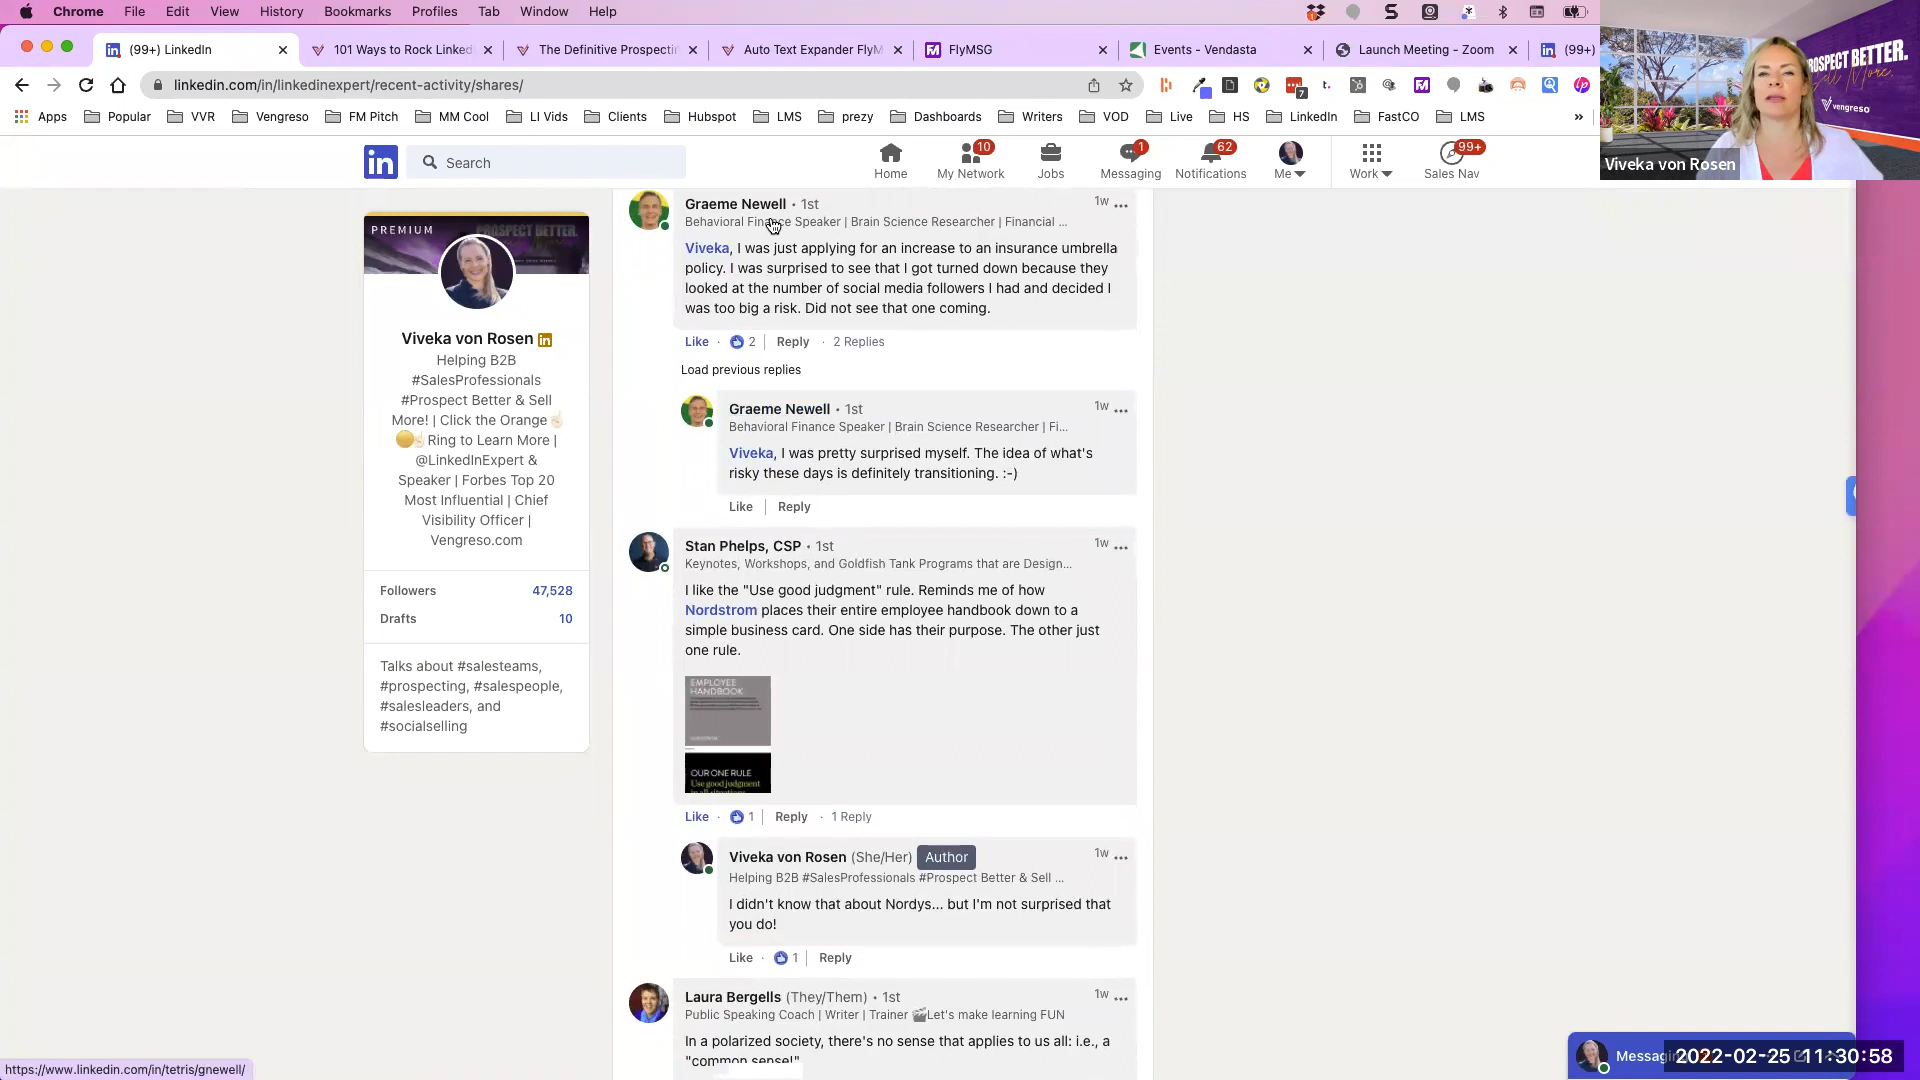 Chrome File Edit View History Bookmarks Profiles Tab Window Help
(99+) LinkedIn
101 Ways to Rock Linked
The Definitive Prospecti
Auto Text Expander FlyM
FlyMSG
Events - Vendasta
Launch Meeting - Zoom
(99+)
linkedin.com/in/linkedinexpert/recent-activity/shares/
7
Apps Popular VVR Vengreso FM Pitch MM Cool LI Vids Clients Hubspot LMS prezy Dashboards Writers VOD Live HS LinkedIn FastCO LMS »
PROSPECT BETTER.
Sell More.
vengreso
Viveka von Rosen
in
Search
Home
10
My Network
Jobs
1
Messaging
62
Notifications
Me
Work
99+
Sales Nav
PREMIUM
PROSPECT BETTER.
Viveka von Rosen in
Helping B2B
#SalesProfessionals
#Prospect Better & Sell
More! | Click the Orange
Ring to Learn More |
@LinkedInExpert &
Speaker | Forbes Top 20
Most Influential | Chief
Visibility Officer |
Vengreso.com
Followers 47,528
Drafts 10
Talks about #salesteams,
#prospecting, #salespeople,
#salesleaders, and
#socialselling
Graeme Newell • 1st 1w ...
Behavioral Finance Speaker | Brain Science Researcher | Financial ...
Viveka, I was just applying for an increase to an insurance umbrella
policy. I was surprised to see that I got turned down because they
looked at the number of social media followers I had and decided I
was too big a risk. Did not see that one coming.
Like · 2 | Reply · 2 Replies
Load previous replies
Graeme Newell • 1st 1w ...
Behavioral Finance Speaker | Brain Science Researcher | Fi...
Viveka, I was pretty surprised myself. The idea of what's
risky these days is definitely transitioning. :-)
Like | Reply
Stan Phelps, CSP • 1st 1w ...
Keynotes, Workshops, and Goldfish Tank Programs that are Design...
I like the "Use good judgment" rule. Reminds me of how
Nordstrom places their entire employee handbook down to a
simple business card. One side has their purpose. The other just
one rule.
EMPLOYEE
HANDBOOK
OUR ONE RULE
Use good judgment
in all situations
Like · 1 | Reply · 1 Reply
Viveka von Rosen (She/Her) Author 1w ...
Helping B2B #SalesProfessionals #Prospect Better & Sell ...
I didn't know that about Nordys... but I'm not surprised that
you do!
Like · 1 | Reply
Laura Bergells (They/Them) • 1st 1w ...
Public Speaking Coach | Writer | Trainer Let's make learning FUN
In a polarized society, there's no sense that applies to us all: i.e., a
"common sense!"
https://www.linkedin.com/in/tetris/gnewell/
2022-02-25 11:30:58